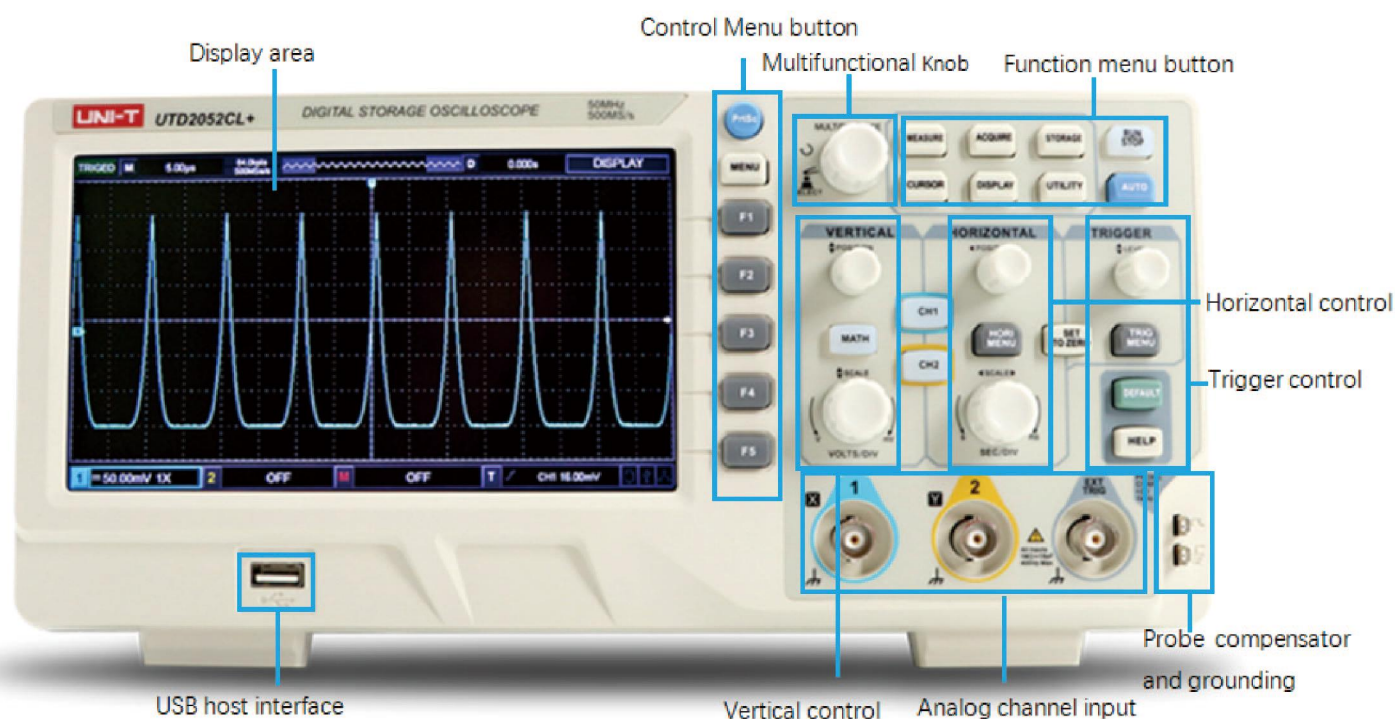 Control Menu button
Display area
Multifunctional Knob
Function menu button
UNI-T
UTD2052CL+
DIGITAL STORAGE OSCILLOSCOPE
50MHz
500MS/s
PrtSc
MENU
F1
F2
F3
F4
F5
TRIGED M 5.00μs
D 0.000s DISPLAY
1 50.00mV 1X 2 OFF M OFF T CH1 16.00mV
SELECT
MEASURE ACQUIRE STORAGE RUN
STOP
CURSOR DISPLAY UTILITY AUTO
VERTICAL HORIZONTAL TRIGGER
CH1
MATH
HORI
MENU
SET
TO ZERO
TRIG
MENU
CH2
SCALE
SCALE
DEFAULT
HELP
VOLTS/DIV
SEC/DIV
X 1
Y 2
EXT
TRIG
Horizontal control
Trigger control
Probe compensator
and grounding
USB host interface
Vertical control
Analog channel input